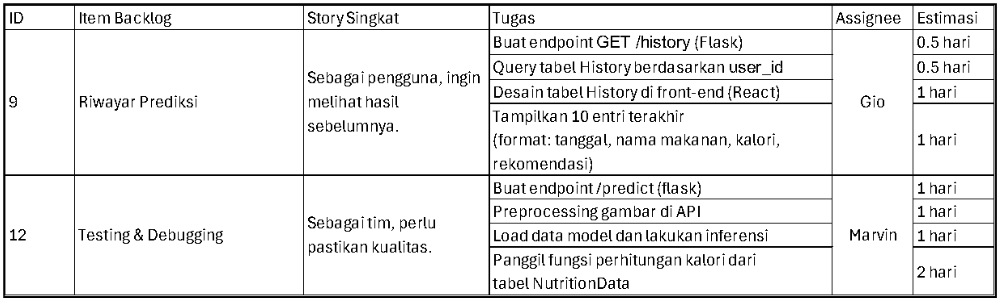 ID Item Backlog Story Singkat Tugas Assignee Estimasi
9 Riwayar Prediksi Sebagai pengguna, ingin melihat hasil sebelumnya. Gio
Buat endpoint GET /history (Flask) 0.5 hari
Query tabel History berdasarkan user_id 0.5 hari
Desain tabel History di front-end (React) 1 hari
Tampilkan 10 entri terakhir
(format: tanggal, nama makanan, kalori,
rekomendasi) 1 hari
12 Testing & Debugging Sebagai tim, perlu pastikan kualitas. Marvin
Buat endpoint /predict (flask) 1 hari
Preprocessing gambar di API 1 hari
Load data model dan lakukan inferensi 1 hari
Panggil fungsi perhitungan kalori dari
tabel NutritionData 2 hari